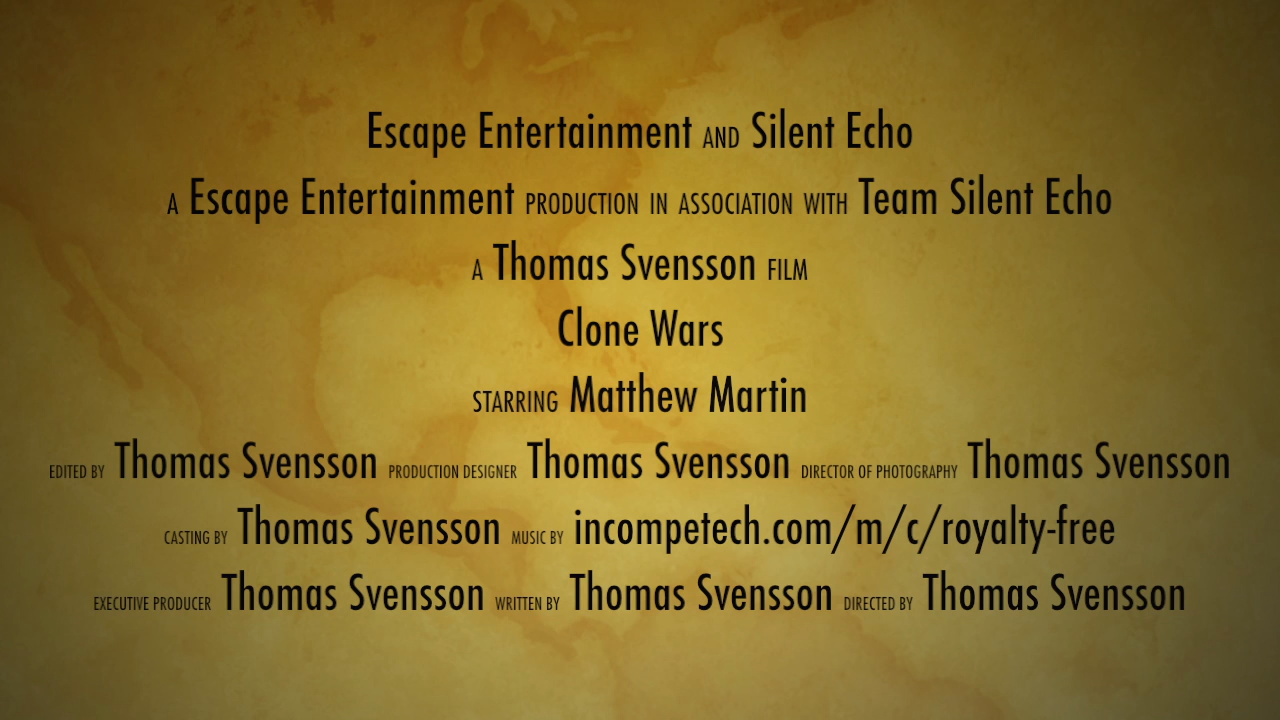 Escape Entertainment AND Silent Echo
A Escape Entertainment PRODUCTION IN ASSOCIATION WITH Team Silent Echo
A Thomas Svensson FILM
Clone Wars
STARRING Matthew Martin
EDITED BY Thomas Svensson PRODUCTION DESIGNER Thomas Svensson DIRECTOR OF PHOTOGRAPHY Thomas Svensson
CASTING BY Thomas Svensson MUSIC BY incompetech.com/m/c/royalty-free
EXECUTIVE PRODUCER Thomas Svensson WRITTEN BY Thomas Svensson DIRECTED BY Thomas Svensson